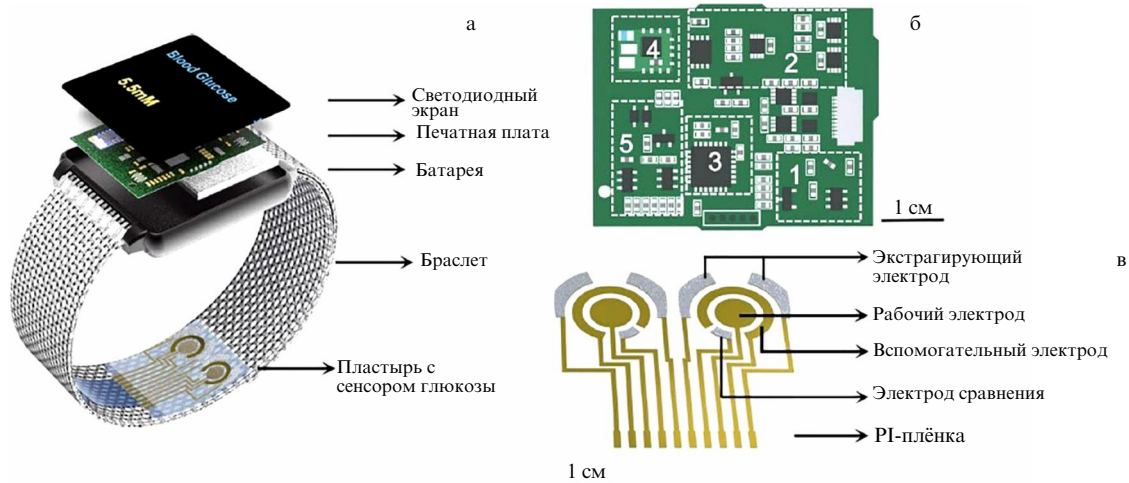 а
Blood Glucose
5.5mM
Светодиодный
экран
Печатная плата
Батарея
Браслет
Пластырь с
сенсором глюкозы
б
4
2
5
3
1
1 см
в
Экстрагирующий
электрод
Рабочий электрод
Вспомогательный электрод
Электрод сравнения
PI-плёнка
1 см